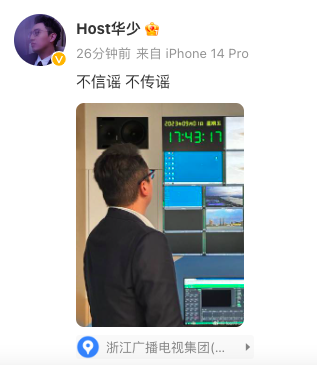 Host华少
26分钟前 来自 iPhone 14 Pro
不信谣 不传谣
2023年09月01日 星期五
17:43:17
浙江广播电视集团(...